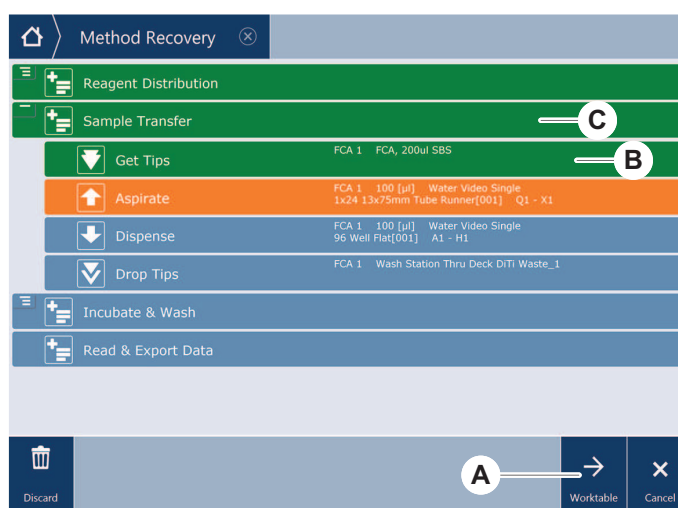 Method Recovery
Reagent Distribution
Sample Transfer
C
Get Tips
FCA 1 FCA, 200ul SBS
B
Aspirate
FCA 1 100 [µl] Water Video Single
1x24 13x75mm Tube Runner[001] Q1 - X1
Dispense
FCA 1 100 [µl] Water Video Single
96 Well Flat[001] A1 - H1
Drop Tips
FCA 1 Wash Station Thru Deck DiTi Waste_1
Incubate & Wash
Read & Export Data
A
Discard
Worktable
Cancel